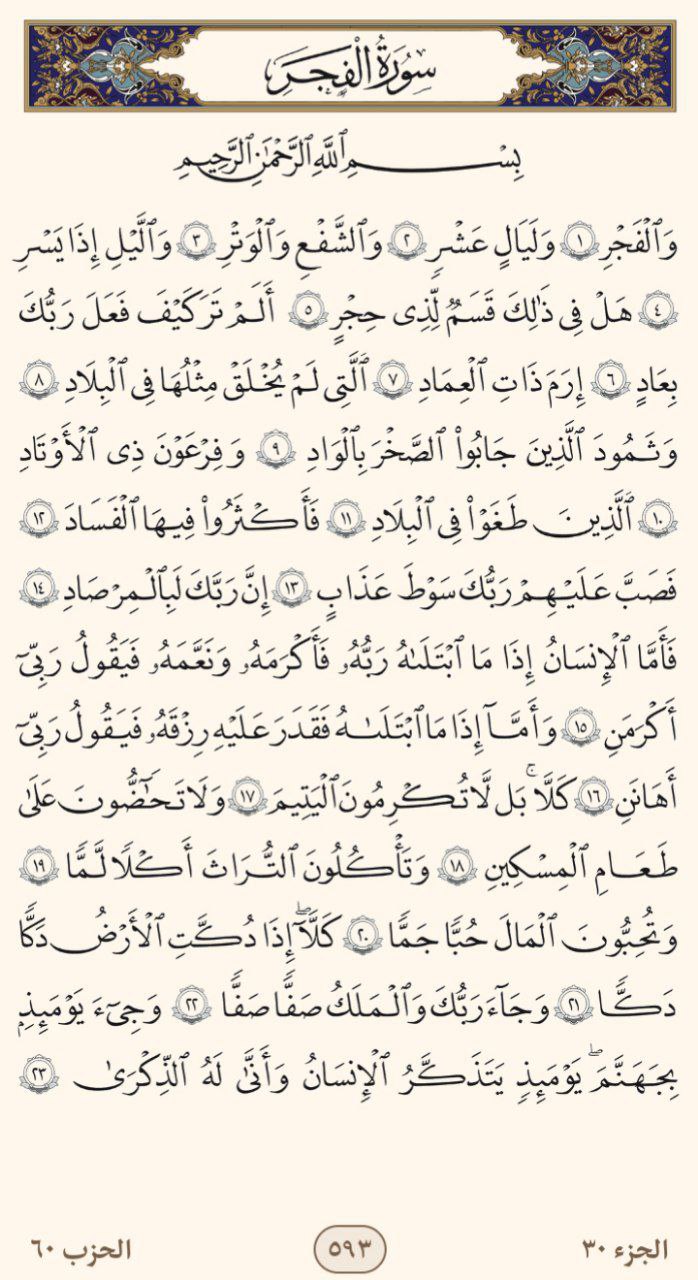 سُورَةُ الْفَجْرِ
بِسْمِ ٱللَّهِ ٱلرَّحْمَٰنِ ٱلرَّحِيمِ
وَٱلْفَجْرِ ١ وَلَيَالٍ عَشْرٍ ٢ وَٱلشَّفْعِ وَٱلْوَتْرِ ٣ وَٱلَّيْلِ إِذَا يَسْرِ
٤ هَلْ فِى ذَٰلِكَ قَسَمٌ لِّذِى حِجْرٍ ٥ أَلَمْ تَرَ كَيْفَ فَعَلَ رَبُّكَ
بِعَادٍ ٦ إِرَمَ ذَاتِ ٱلْعِمَادِ ٧ ٱلَّتِى لَمْ يُخْلَقْ مِثْلُهَا فِى ٱلْبِلَٰدِ ٨
وَثَمُودَ ٱلَّذِينَ جَابُوا۟ ٱلصَّخْرَ بِٱلْوَادِ ٩ وَفِرْعَوْنَ ذِى ٱلْأَوْتَادِ
١٠ ٱلَّذِينَ طَغَوْا۟ فِى ٱلْبِلَٰدِ ١١ فَأَكْثَرُوا۟ فِيهَا ٱلْفَسَادَ ١٢
فَصَبَّ عَلَيْهِمْ رَبُّكَ سَوْطَ عَذَابٍ ١٣ إِنَّ رَبَّكَ لَبِٱلْمِرْصَادِ ١٤
فَأَمَّا ٱلْإِنسَٰنُ إِذَا مَا ٱبْتَلَىٰهُ رَبُّهُۥ فَأَكْرَمَهُۥ وَنَعَّمَهُۥ فَيَقُولُ رَبِّىٓ
أَكْرَمَنِ ١٥ وَأَمَّآ إِذَا مَا ٱبْتَلَىٰهُ فَقَدَرَ عَلَيْهِ رِزْقَهُۥ فَيَقُولُ رَبِّىٓ
أَهَٰنَنِ ١٦ كَلَّا ۖ بَل لَّا تُكْرِمُونَ ٱلْيَتِيمَ ١٧ وَلَا تَحَٰٓضُّونَ عَلَىٰ
طَعَامِ ٱلْمِسْكِينِ ١٨ وَتَأْكُلُونَ ٱلتُّرَاثَ أَكْلًا لَّمًّا ١٩
وَتُحِبُّونَ ٱلْمَالَ حُبًّا جَمًّا ٢٠ كَلَّآ ۖ إِذَا دُكَّتِ ٱلْأَرْضُ دَكًّا
دَكًّا ٢١ وَجَآءَ رَبُّكَ وَٱلْمَلَكُ صَفًّا صَفًّا ٢٢ وَجِى۟ٓءَ يَوْمَئِذٍۭ
بِجَهَنَّمَ ۚ يَوْمَئِذٍ يَتَذَكَّرُ ٱلْإِنسَٰنُ وَأَنَّىٰ لَهُ ٱلذِّكْرَىٰ ٢٣
الجزء ٣٠ ٥٩٣ الحزب ٦٠